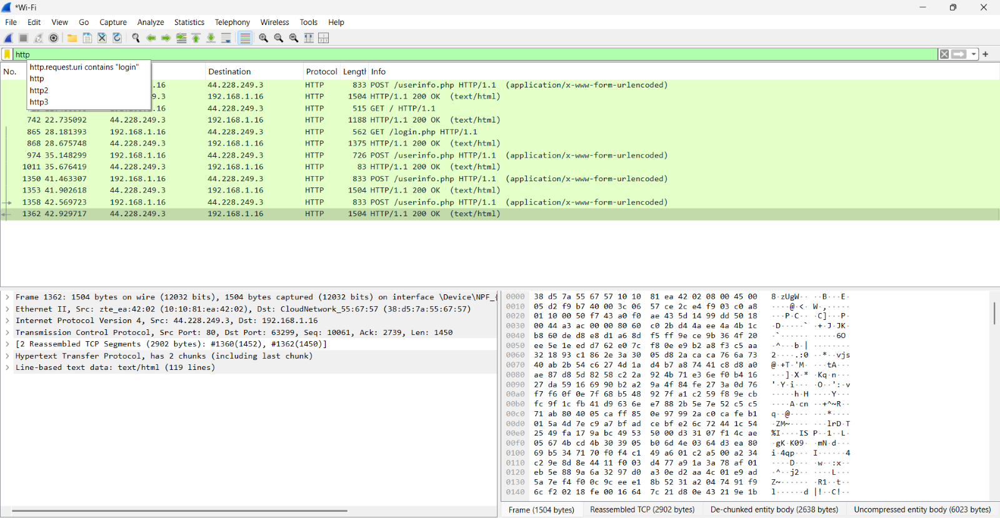 *Wi-Fi
File Edit View Go Capture Analyze Statistics Telephony Wireless Tools Help
http
http.request.uri contains "login"
http
http2
http3
No. Destination Protocol Length Info
.16 44.228.249.3 HTTP 833 POST /userinfo.php HTTP/1.1 (application/x-www-form-urlencoded)
9.3 192.168.1.16 HTTP 1504 HTTP/1.1 200 OK (text/html)
.16 44.228.249.3 HTTP 515 GET / HTTP/1.1
742 22.735092 44.228.249.3 192.168.1.16 HTTP 1188 HTTP/1.1 200 OK (text/html)
865 28.181393 192.168.1.16 44.228.249.3 HTTP 562 GET /login.php HTTP/1.1
868 28.675748 44.228.249.3 192.168.1.16 HTTP 1375 HTTP/1.1 200 OK (text/html)
974 35.148299 192.168.1.16 44.228.249.3 HTTP 726 POST /userinfo.php HTTP/1.1 (application/x-www-form-urlencoded)
1011 35.676419 44.228.249.3 192.168.1.16 HTTP 83 HTTP/1.1 200 OK (text/html)
1350 41.463307 192.168.1.16 44.228.249.3 HTTP 833 POST /userinfo.php HTTP/1.1 (application/x-www-form-urlencoded)
1353 41.902618 44.228.249.3 192.168.1.16 HTTP 1504 HTTP/1.1 200 OK (text/html)
1358 42.569723 192.168.1.16 44.228.249.3 HTTP 833 POST /userinfo.php HTTP/1.1 (application/x-www-form-urlencoded)
1362 42.929717 44.228.249.3 192.168.1.16 HTTP 1504 HTTP/1.1 200 OK (text/html)
Frame 1362: 1504 bytes on wire (12032 bits), 1504 bytes captured (12032 bits) on interface \Device\NPF_
Ethernet II, Src: zte_ea:42:02 (10:10:81:ea:42:02), Dst: CloudNetwork_55:67:57 (38:d5:7a:55:67:57)
Internet Protocol Version 4, Src: 44.228.249.3, Dst: 192.168.1.16
Transmission Control Protocol, Src Port: 80, Dst Port: 63299, Seq: 10061, Ack: 2739, Len: 1450
[2 Reassembled TCP Segments (2902 bytes): #1360(1452), #1362(1450)]
Hypertext Transfer Protocol, has 2 chunks (including last chunk)
Line-based text data: text/html (119 lines)
0000 38 d5 7a 55 67 57 10 10 81 ea 42 02 08 00 45 00 8·zUgW·· ··B···E·
0010 05 d2 f9 b7 40 00 3c 06 57 ce 2c e4 f9 03 c0 a8 ····@·<· W·,·····
0020 01 10 00 50 f7 43 a0 f0 ae 43 5d 14 99 dd 50 18 ···P·C·· ·C]···P·
0030 00 44 a3 ac 00 00 80 60 c0 2b d4 4a ee 4a 4b 1c ·D·····` ·+·J·JK·
0040 b8 60 de d8 e8 d1 a6 8d f5 ff 9e ce 9b 36 4f 20 ·`······ ·····6O
0050 ee 5e 1e ed d7 62 e0 7c f8 0e e9 b2 a8 f3 c5 aa ·^···b·| ········
0060 32 18 93 c1 86 2e 3a 30 05 d8 2a ca ca 76 6a 73 2····.:0 ··*··vjs
0070 40 ab 2b 54 c6 27 4d 1a d4 b7 a8 74 41 c8 d8 a0 @·+T·'M· ···tA···
0080 ae 87 d8 5d 82 58 c2 2a 92 4b 71 e3 6e f0 b4 16 ···]·X·* ·Kq·n···
0090 27 da 59 16 69 90 b2 a2 9a 4f 84 fe 27 3a 0d 76 '·Y·i··· ·O··':·v
00a0 f7 f6 0f 0e 7f 68 b5 48 92 7f a1 c2 59 f8 9e cb ·····h·H ····Y···
00b0 fc 9f 1c fb 41 d9 63 6e e7 88 2b 5e 7e 52 c5 c5 ····A·cn ··+^~R··
00c0 71 ab 80 40 05 ca ff 85 0e 97 99 2a c0 ca fe b1 q··@···· ···*····
00d0 01 5a 4d 7e c9 a7 bf ad ce bf e2 6c 72 44 1c 54 ·ZM~···· ···lrD·T
00e0 25 49 fa 17 9a bc 49 53 50 00 d3 31 07 f1 4c ae %I····IS P··1··L·
00f0 05 67 4b cd 4b 30 39 05 b0 6d 4e 03 64 d3 ea 80 ·gK·K09· ·mN·d···
0100 69 b5 34 71 70 f0 f4 c1 49 a6 01 c2 a5 00 a2 34 i·4qp··· I······4
0110 c2 9e 8d 8e 44 11 f0 03 d4 77 a9 1a 3a 78 af 01 ····D··· ·w··:x··
0120 eb 5e 88 9a 6a 32 97 d0 a3 0e d2 aa 4c 01 e9 ad ·^··j2·· ····L···
0130 5a 7e f4 f0 0c 9c ee e1 8b 52 31 a2 04 74 91 f9 Z~······ ·R1··t··
0140 6c f2 02 18 fe 00 16 64 7c 21 d8 0e 43 21 9e 1b l······d |!··C!··
Frame (1504 bytes) Reassembled TCP (2902 bytes) De-chunked entity body (2638 bytes) Uncompressed entity body (6023 bytes)